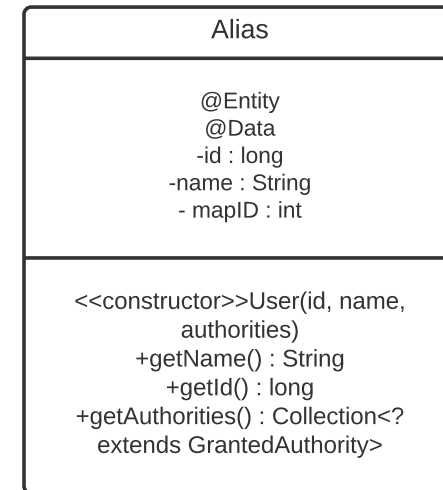 Alias
@Entity
@Data
-id : long
-name : String
- mapID : int
<<constructor>>User(id, name,
authorities)
+getName() : String
+getId() : long
+getAuthorities() : Collection<?
extends GrantedAuthority>